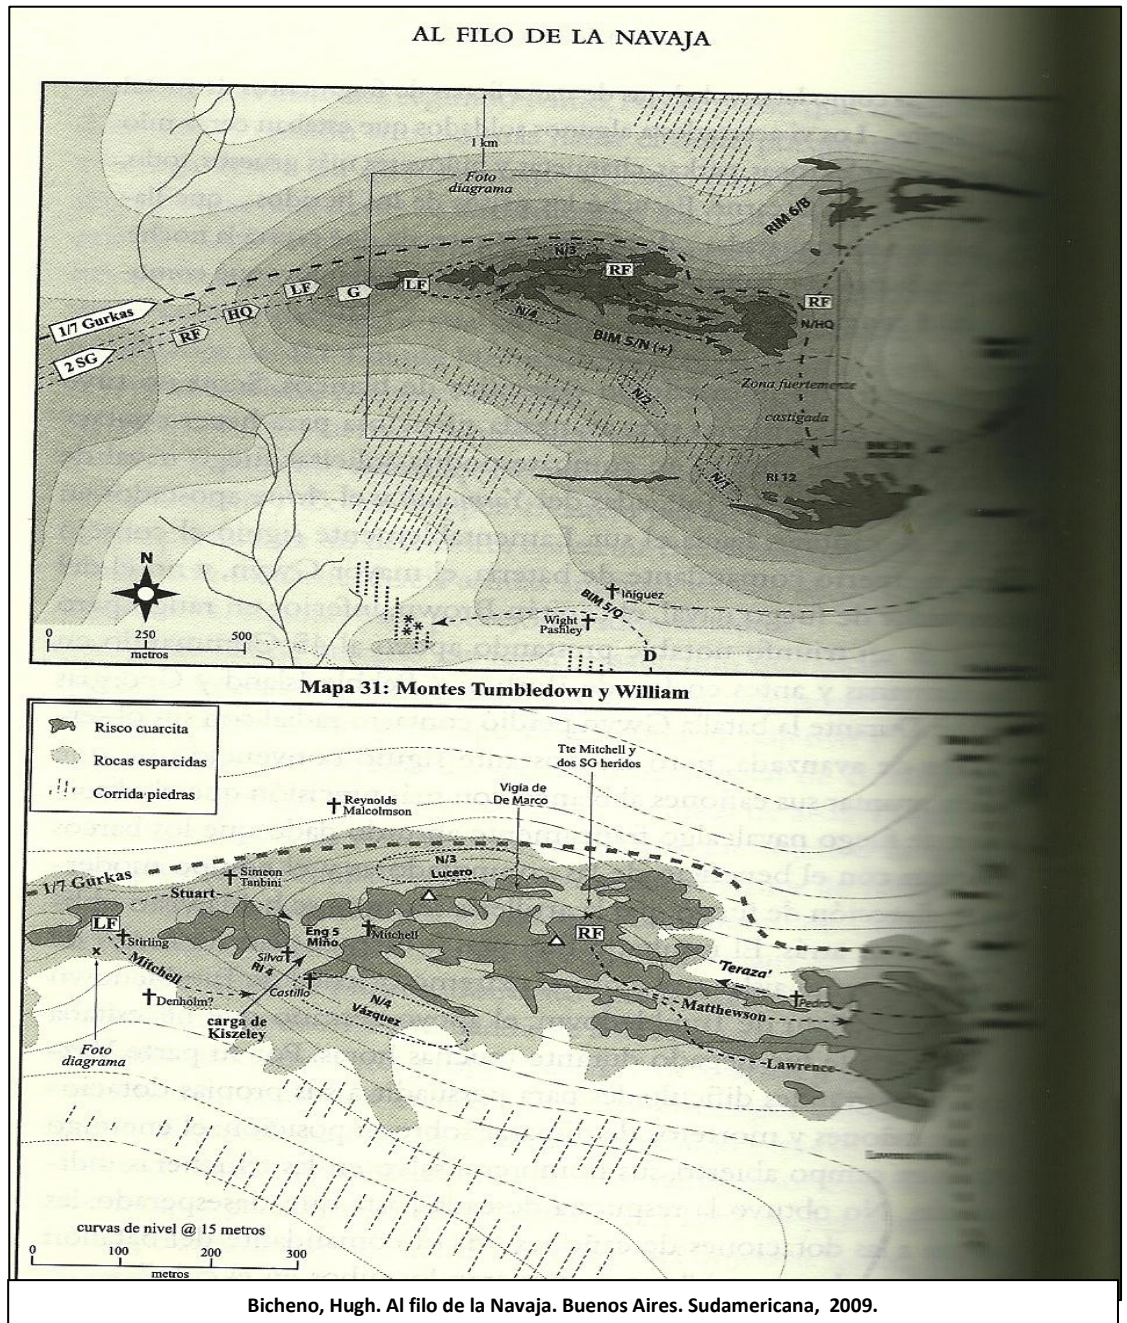 AL FILO DE LA NAVAJA
1 km
Foto
diagrama
RIM 6/B
N/3
LF
RF
LF
G
RF
N/HQ
1/7 Gurkas
HQ
RF
N/4
BIM 5/N (+)
2 SG
Zona fuertemente
castigada
N/2
N/1
RI 12
N
0 250 500
metros
Iñiguez
BIM 5/O
Wight
Pashley
D
Mapa 31: Montes Tumbledown y William
Risco cuarcita
Rocas esparcidas
Corrida piedras
Tte Mitchell y
dos SG heridos
Vigía de
De Marco
Reynolds
Malcolmson
1/7 Gurkas
Simeon
Tanbini
N/3
Lucero
Stuart
LF
Stirling
Eng 5
Miño
Mitchell
RF
Silva
RI 4
Mitchell
Castillo
'Teraza'
Pedro
Denholm?
N/4
Vázquez
Matthewson
carga de
Kiszeley
Foto
diagrama
Lawrence
curvas de nivel @ 15 metros
0 100 200 300
metros
Bicheno, Hugh. Al filo de la Navaja. Buenos Aires. Sudamericana, 2009.